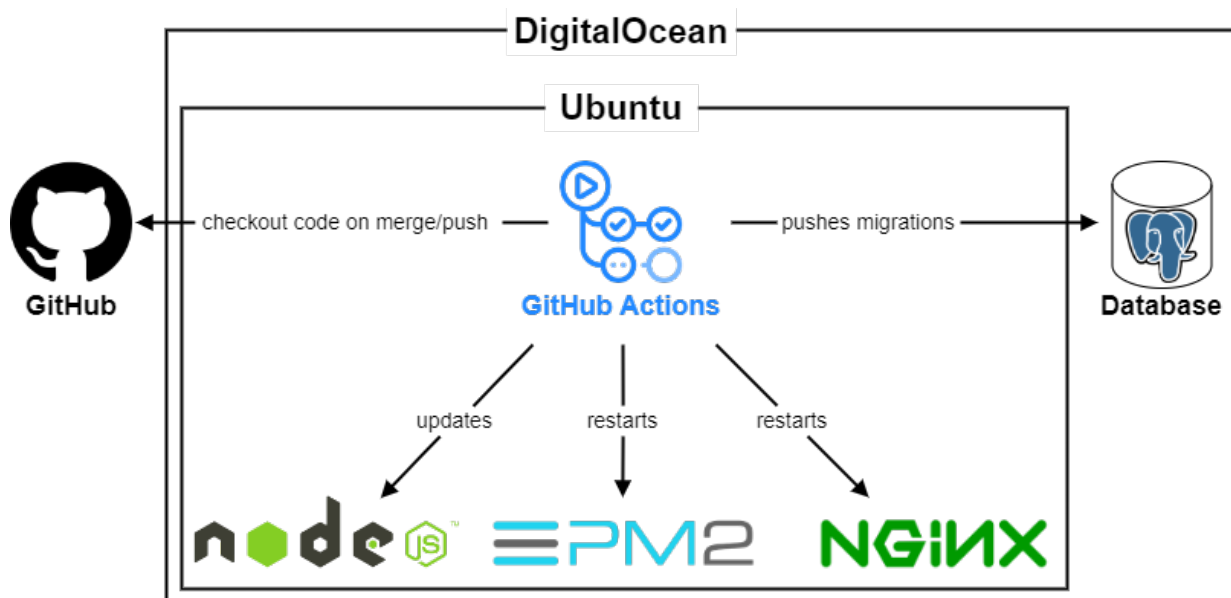 DigitalOcean
Ubuntu
checkout code on merge/push
pushes migrations
GitHub
GitHub Actions
Database
updates
restarts
restarts
node JS™
PM2
NGiNX